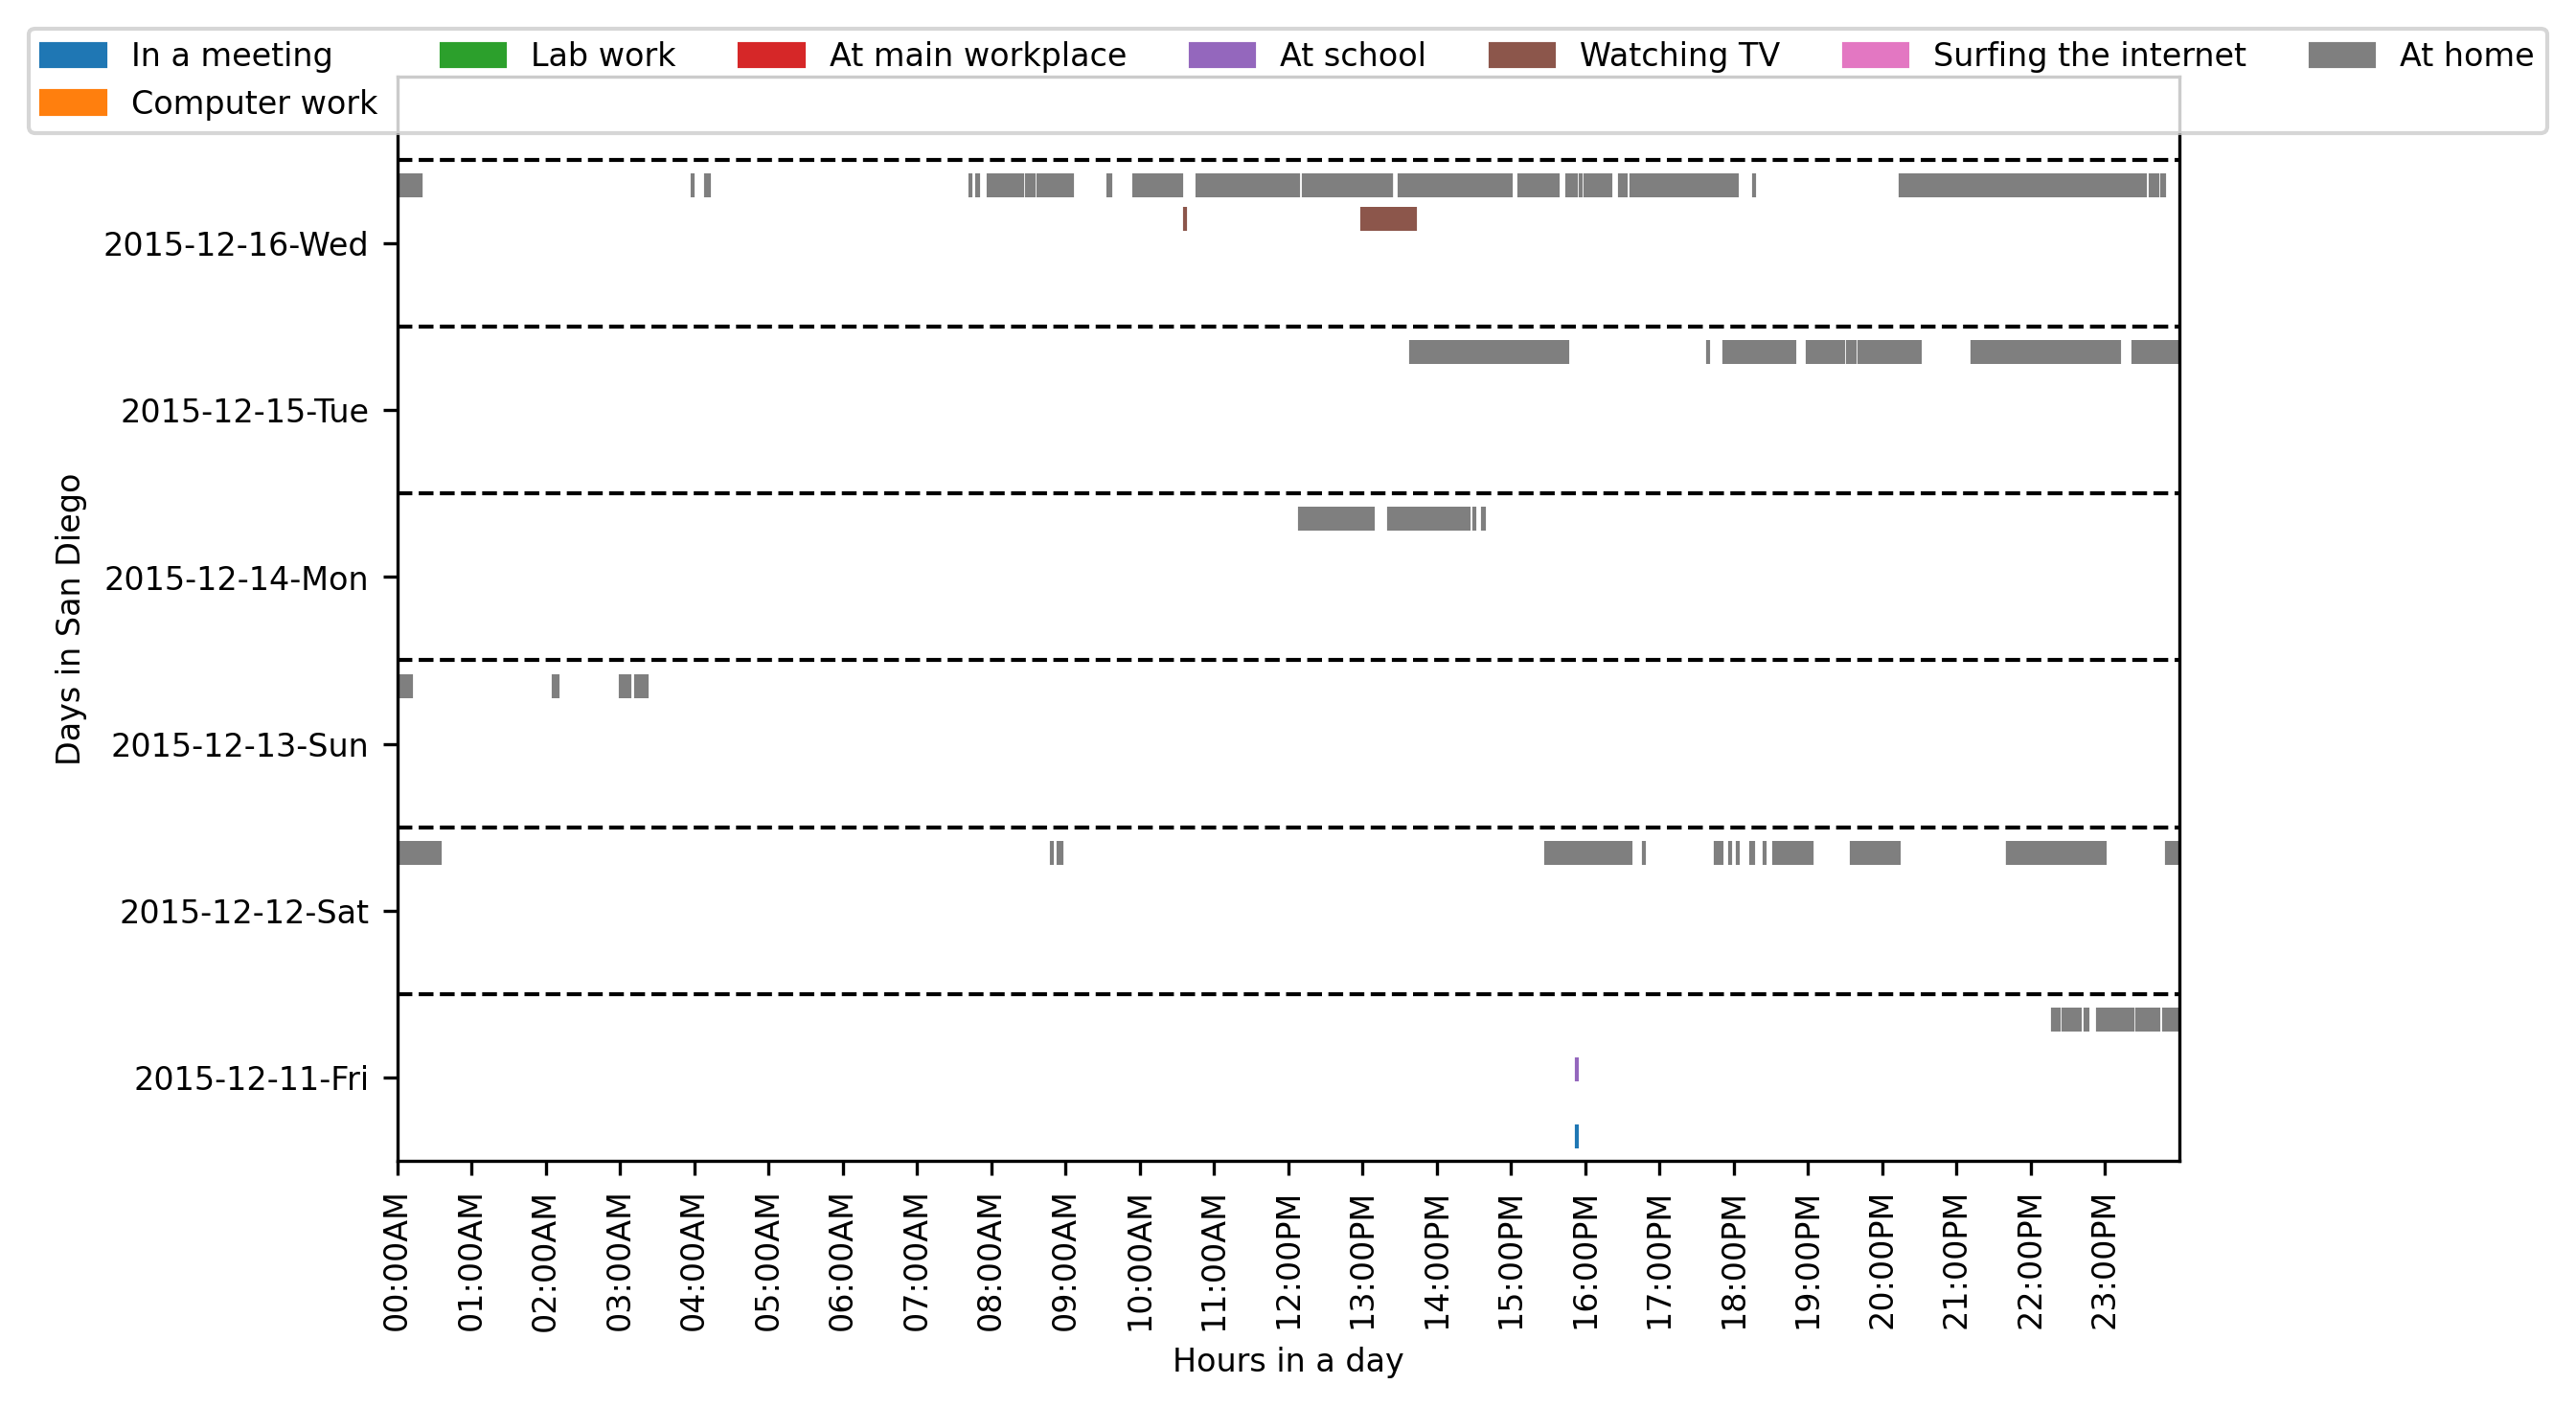 In a meeting
Computer work
Lab work
At main workplace
At school
Watching TV
Surfing the internet
At home
Days in San Diego
2015-12-16-Wed
2015-12-15-Tue
2015-12-14-Mon
2015-12-13-Sun
2015-12-12-Sat
2015-12-11-Fri
00:00AM
01:00AM
02:00AM
03:00AM
04:00AM
05:00AM
06:00AM
07:00AM
08:00AM
09:00AM
10:00AM
11:00AM
12:00PM
13:00PM
14:00PM
15:00PM
16:00PM
17:00PM
18:00PM
19:00PM
20:00PM
21:00PM
22:00PM
23:00PM
Hours in a day